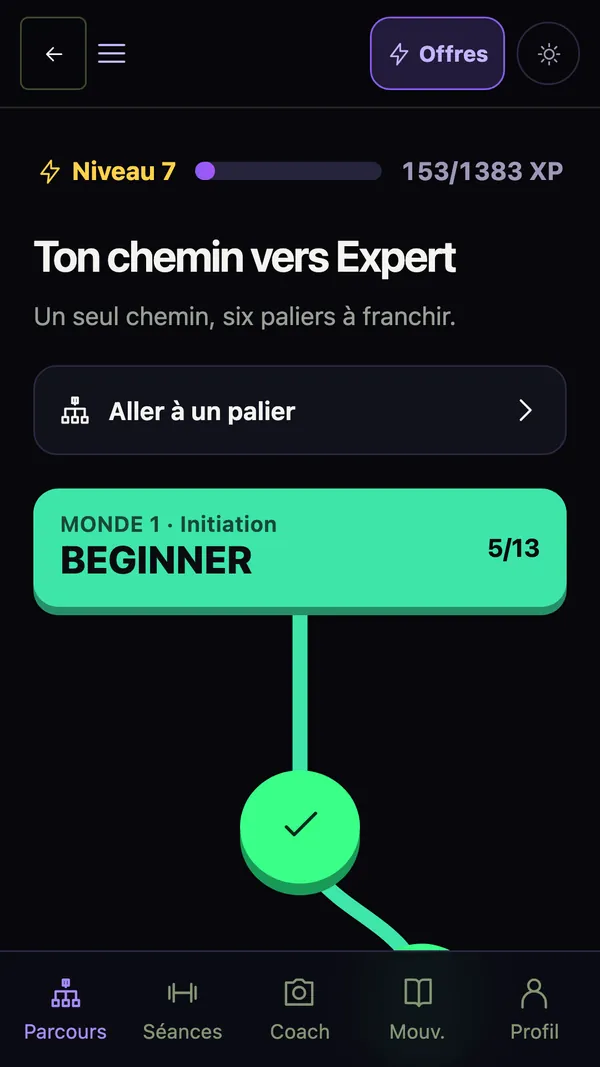 Offres
Niveau 7
153/1383 XP
Ton chemin vers Expert
Un seul chemin, six paliers à franchir.
Aller à un palier
MONDE 1 · Initiation
BEGINNER
5/13
Parcours
Séances
Coach
Mouv.
Profil